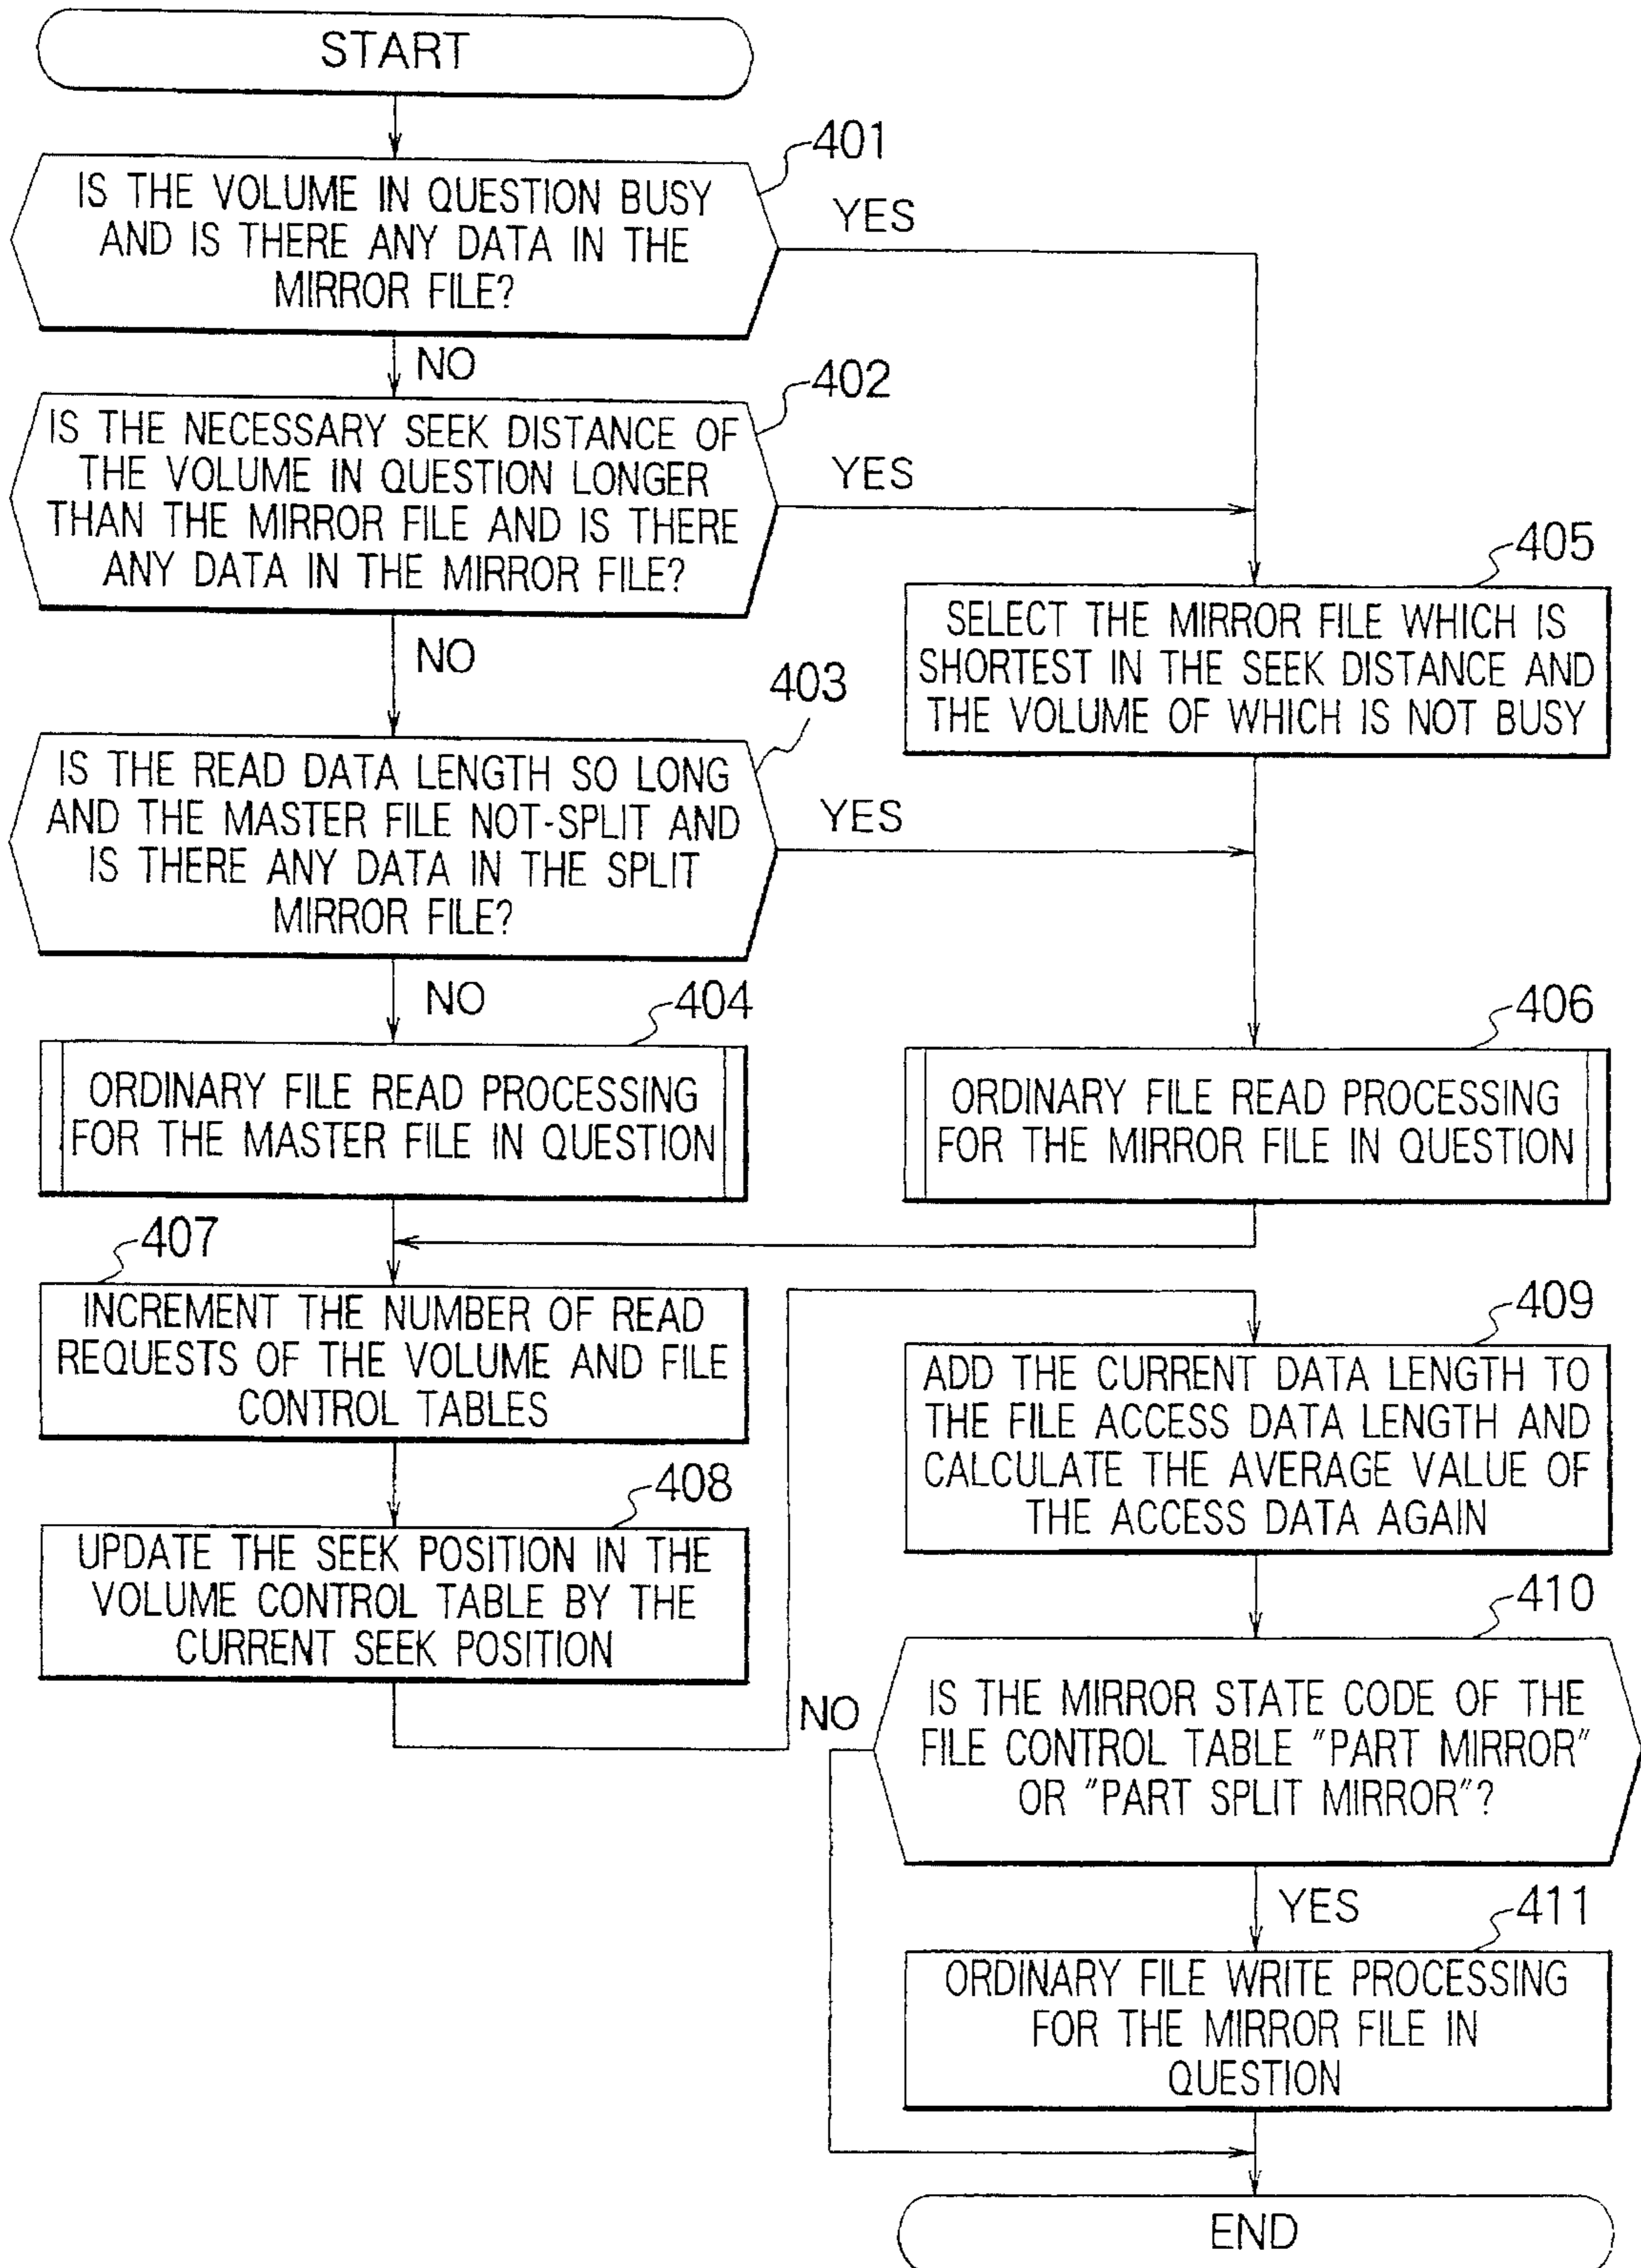 START
401
IS THE VOLUME IN QUESTION BUSY
AND IS THERE ANY DATA IN THE
MIRROR FILE?
YES
NO
402
IS THE NECESSARY SEEK DISTANCE OF
THE VOLUME IN QUESTION LONGER
THAN THE MIRROR FILE AND IS THERE
ANY DATA IN THE MIRROR FILE?
YES
NO
405
SELECT THE MIRROR FILE WHICH IS
SHORTEST IN THE SEEK DISTANCE AND
THE VOLUME OF WHICH IS NOT BUSY
403
IS THE READ DATA LENGTH SO LONG
AND THE MASTER FILE NOT-SPLIT AND
IS THERE ANY DATA IN THE SPLIT
MIRROR FILE?
YES
NO
404
ORDINARY FILE READ PROCESSING
FOR THE MASTER FILE IN QUESTION
406
ORDINARY FILE READ PROCESSING
FOR THE MIRROR FILE IN QUESTION
407
INCREMENT THE NUMBER OF READ
REQUESTS OF THE VOLUME AND FILE
CONTROL TABLES
408
UPDATE THE SEEK POSITION IN THE
VOLUME CONTROL TABLE BY THE
CURRENT SEEK POSITION
409
ADD THE CURRENT DATA LENGTH TO
THE FILE ACCESS DATA LENGTH AND
CALCULATE THE AVERAGE VALUE OF
THE ACCESS DATA AGAIN
410
IS THE MIRROR STATE CODE OF THE
FILE CONTROL TABLE "PART MIRROR"
OR "PART SPLIT MIRROR"?
NO
YES
411
ORDINARY FILE WRITE PROCESSING
FOR THE MIRROR FILE IN
QUESTION
END